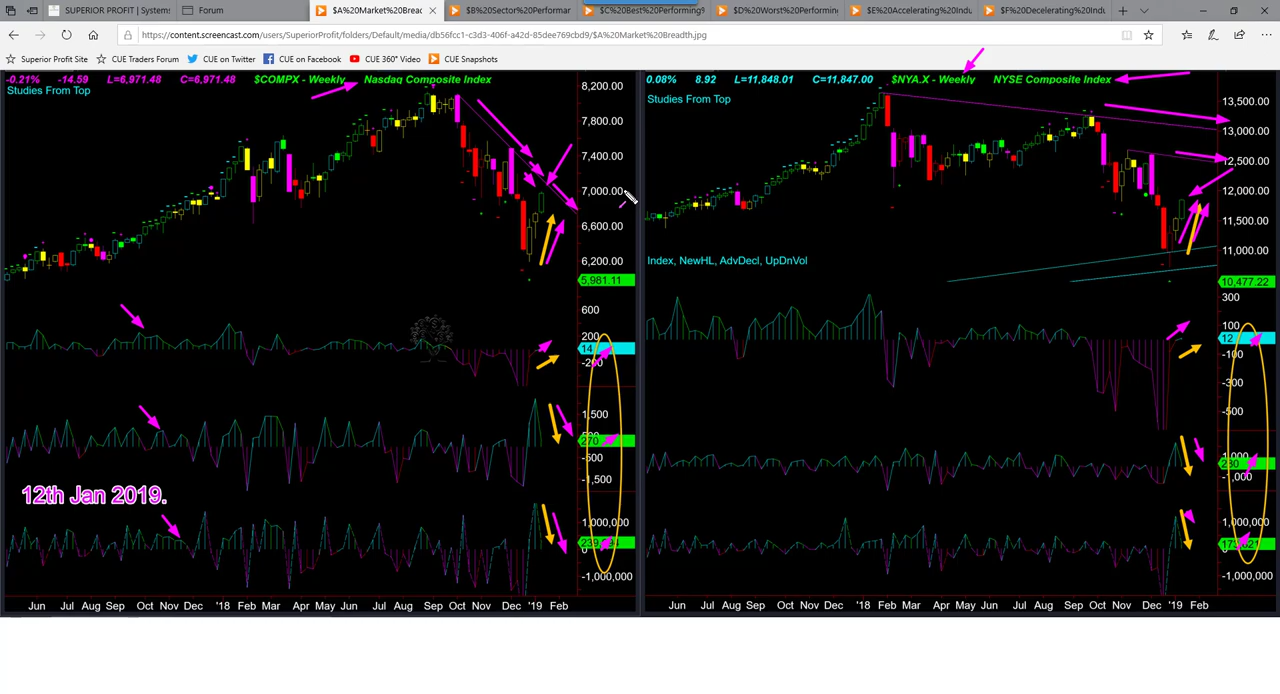 SUPERIOR PROFIT | Systems
Forum
$A%20Market%20Breac
$B%20Sector%20Performar
$C%20Best%20Performing%
$D%20Worst%20Performing
$E%20Accelerating%20Indu
$F%20Decelerating%20Indu
https://content.screencast.com/users/SuperiorProfit/folders/Default/media/db56fcc1-c3d3-406f-a42d-85dee769cbd9/$A%20Market%20Breadth.jpg
Superior Profit Site
CUE Traders Forum
CUE on Twitter
CUE on Facebook
CUE 360° Video
CUE Snapshots
-0.21% -14.59 L=6,971.48 C=6,971.48 $COMPX - Weekly Nasdaq Composite Index
Studies From Top
8,200.00
7,800.00
7,400.00
7,000.00
6,600.00
6,200.00
5,981.11
600
200
14
-200
1,500
270
-500
-1,500
12th Jan 2019.
1,000,000
0
-1,000,000
Jun Jul Aug Sep Oct Nov Dec '18 Feb Mar Apr May Jun Jul Aug Sep Oct Nov Dec '19 Feb
0.08% 8.92 L=11,848.01 C=11,847.00 $NYA.X - Weekly NYSE Composite Index
Studies From Top
13,500.00
13,000.00
12,500.00
12,000.00
11,500.00
11,000.00
Index, NewHL, AdvDecl, UpDnVol
10,477.22
300
100
12
-100
-300
-500
1,000
-1,000
1,000,000
0
-1,000,000
Jun Jul Aug Sep Oct Nov Dec '18 Feb Mar Apr May Jun Jul Aug Sep Oct Nov Dec '19 Feb